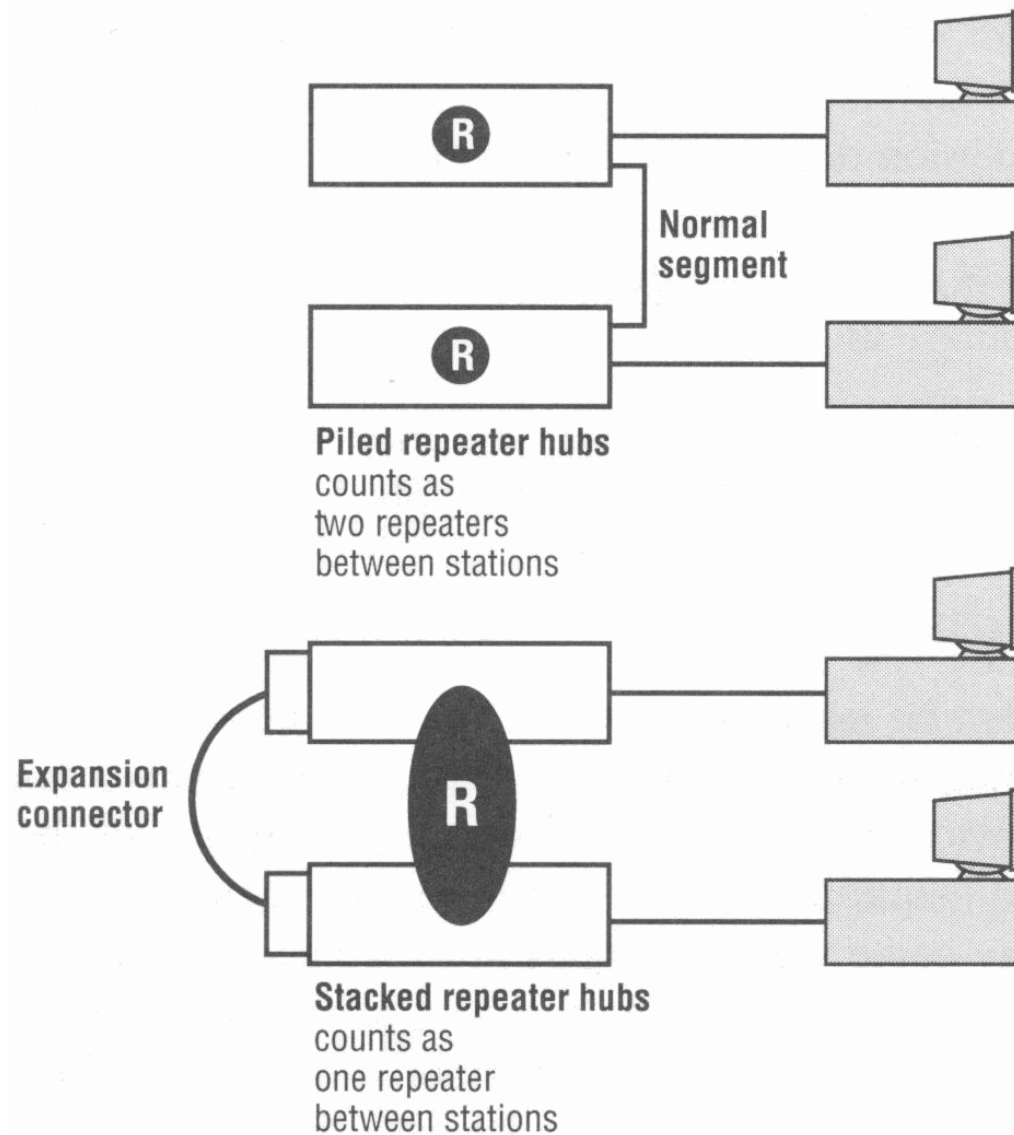 R
Normal
segment
R
Piled repeater hubs
counts as
two repeaters
between stations
Expansion
connector
R
Stacked repeater hubs
counts as
one repeater
between stations